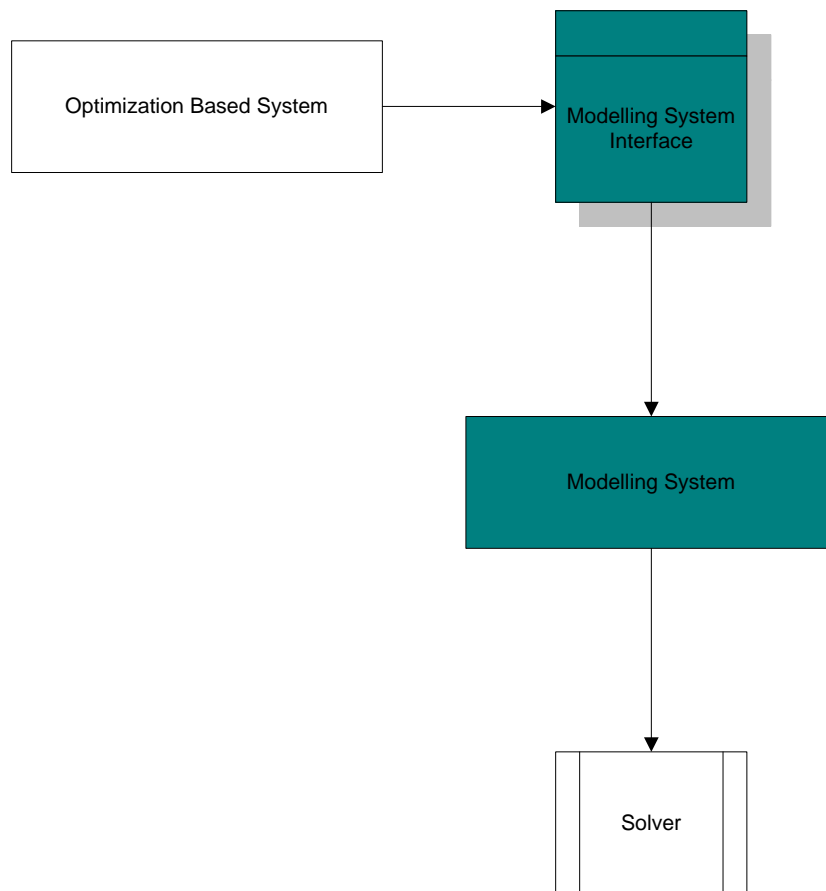 Optimization Based System
Modelling System
Interface
Modelling System
Solver